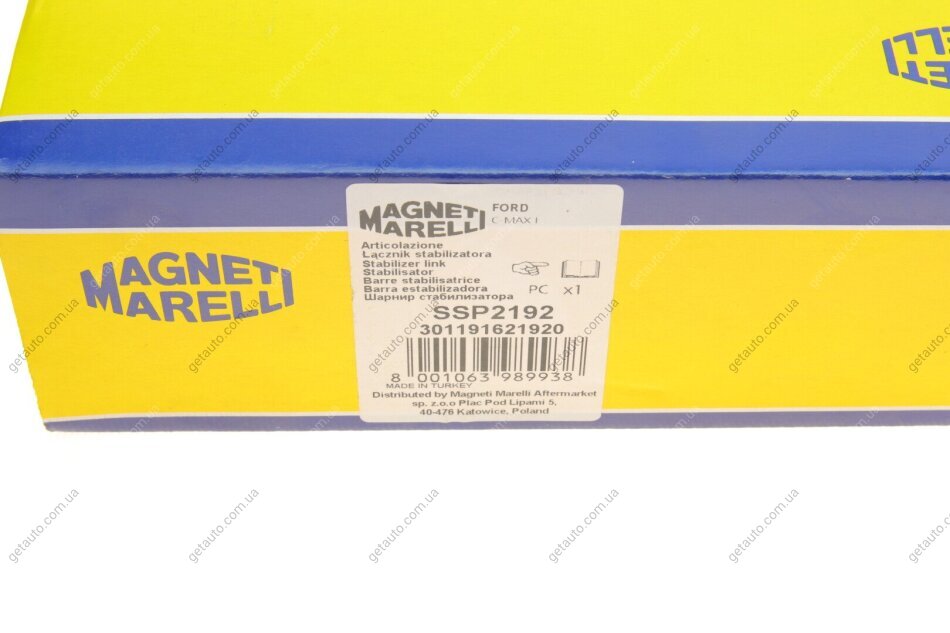 MAGNETI
MARELLI
MAGNETI
MARELLI
FORD
C-MAX I
Articolazione
Łącznik stabilizatora
Stabilizer link
Stabilisator
Barre stabilisatrice
Barra estabilizadora
Шарнир стабилизатора
PC x1
SSP2192
301191621920
8 001063 989938
MADE IN TURKEY
Distributed by Magneti Marelli Aftermarket
sp. z.o.o Plac Pod Lipami 5,
40-476 Katowice, Poland
getauto.com.ua